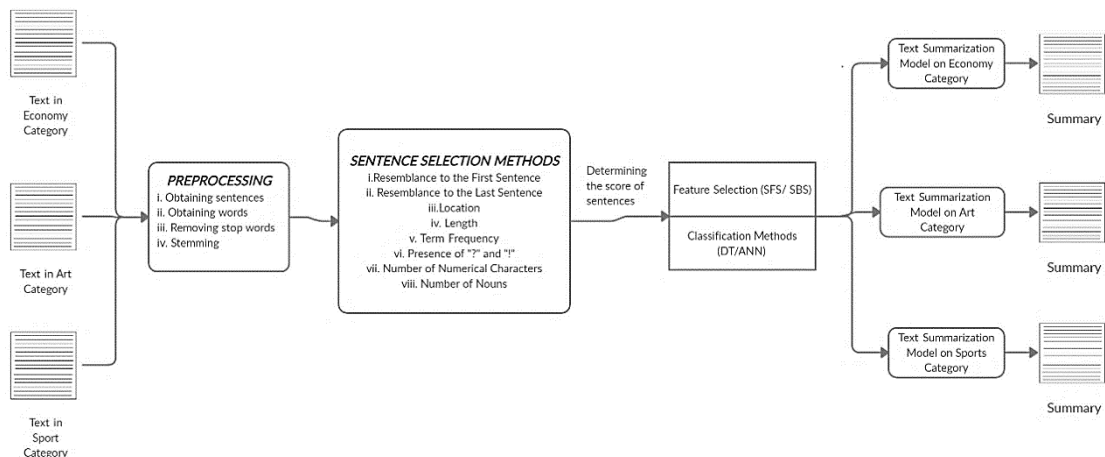 Text in
Economy
Category
Text in Art
Category
Text in
Sport
Category
PREPROCESSING
i. Obtaining sentences
ii. Obtaining words
iii. Removing stop words
iv. Stemming
SENTENCE SELECTION METHODS
i.Resemblance to the First Sentence
ii. Resemblance to the Last Sentence
iii.Location
iv. Length
v. Term Frequency
vi. Presence of "?" and "!"
vii. Number of Numerical Characters
viii. Number of Nouns
Determining
the score of
sentences
Feature Selection (SFS/ SBS)
Classification Methods
(DT/ANN)
Text Summarization
Model on Economy
Category
Summary
Text Summarization
Model on Art
Category
Summary
Text Summarization
Model on Sports
Category
Summary